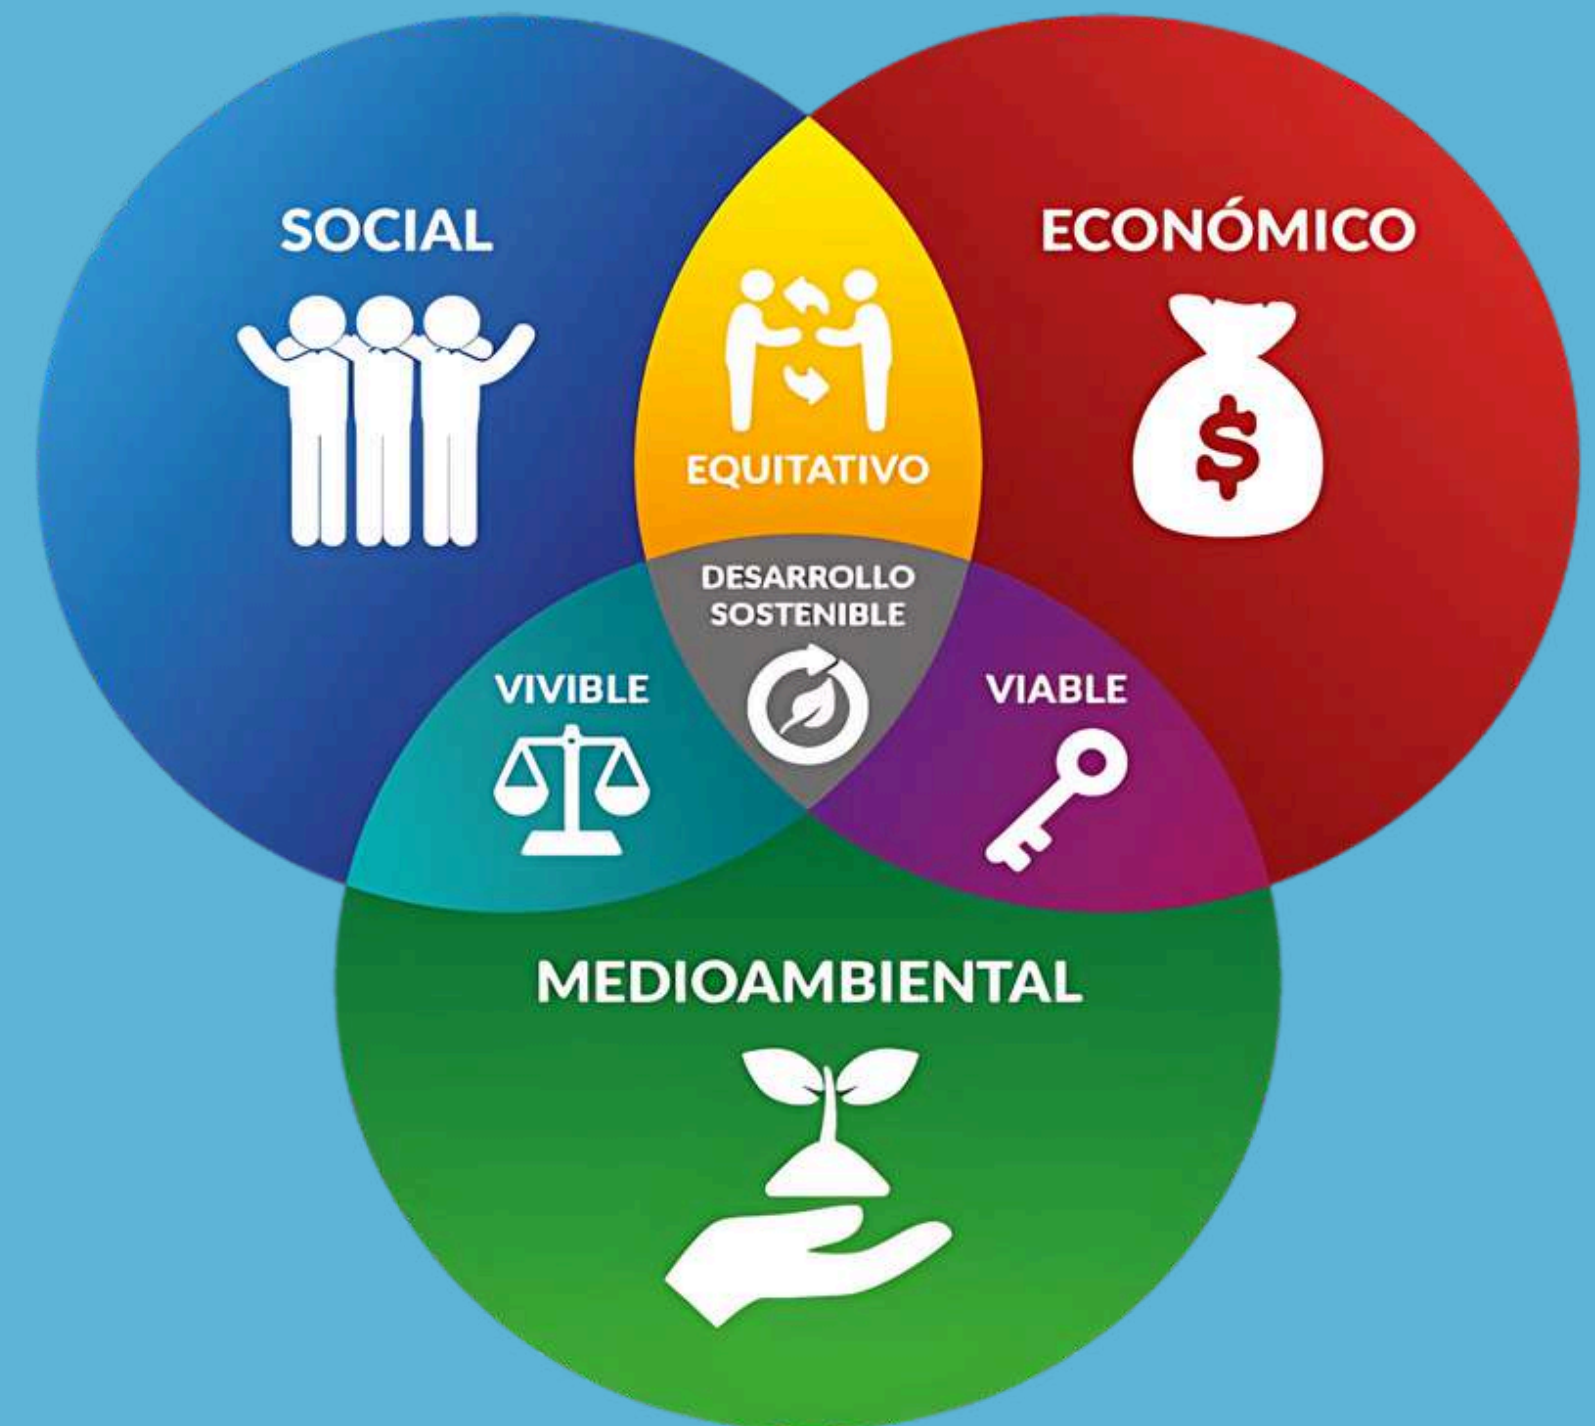 SOCIAL
ECONÓMICO
$
EQUITATIVO
DESARROLLO
SOSTENIBLE
VIVIBLE
VIABLE
MEDIOAMBIENTAL